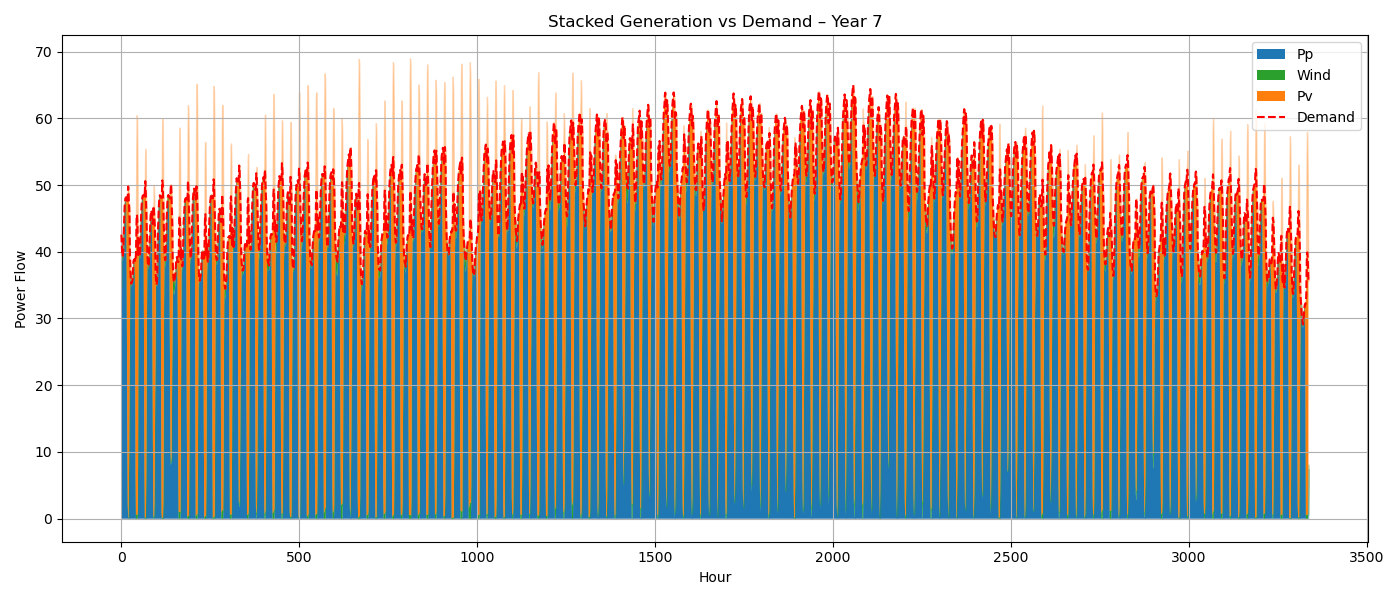 Stacked Generation vs Demand – Year 7
Power Flow
70
60
50
40
30
20
10
0
Pp
Wind
Pv
Demand
0 500 1000 1500 2000 2500 3000 3500
Hour